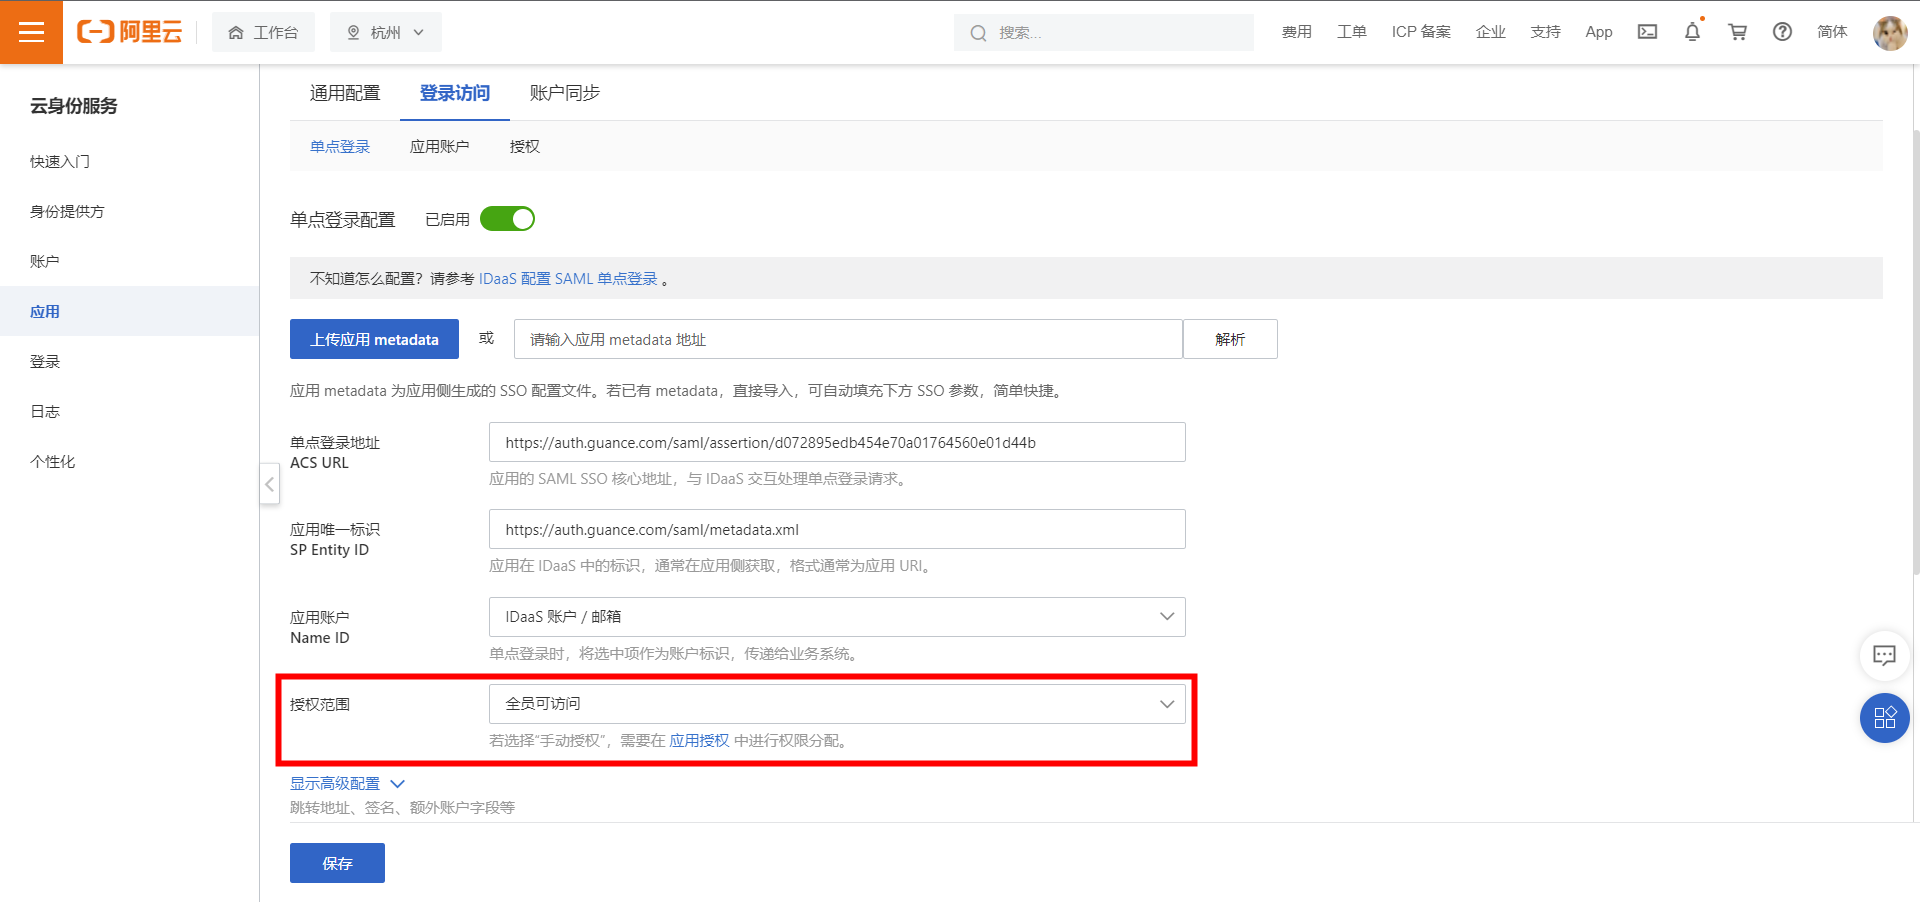 阿里云
工作台
杭州
搜索...
费用
工单
ICP 备案
企业
支持
App
简体
云身份服务
快速入门
身份提供方
账户
应用
登录
日志
个性化
通用配置
登录访问
账户同步
单点登录
应用账户
授权
单点登录配置
已启用
不知道怎么配置？请参考 IDaaS 配置 SAML 单点登录 。
上传应用 metadata
或
请输入应用 metadata 地址
解析
应用 metadata 为应用侧生成的 SSO 配置文件。若已有 metadata，直接导入，可自动填充下方 SSO 参数，简单快捷。
单点登录地址
ACS URL
https://auth.guance.com/saml/assertion/d072895edb454e70a01764560e01d44b
应用的 SAML SSO 核心地址，与 IDaaS 交互处理单点登录请求。
应用唯一标识
SP Entity ID
https://auth.guance.com/saml/metadata.xml
应用在 IDaaS 中的标识，通常在应用侧获取，格式通常为应用 URI。
应用账户
Name ID
IDaaS 账户 / 邮箱
单点登录时，将选中项作为账户标识，传递给业务系统。
授权范围
全员可访问
若选择“手动授权”，需要在 应用授权 中进行权限分配。
显示高级配置
跳转地址、签名、额外账户字段等
保存